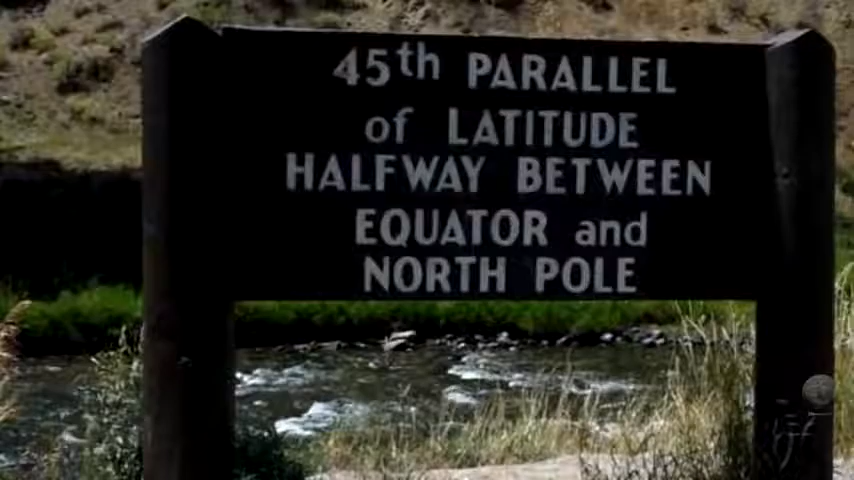 45th PARALLEL
of LATITUDE
HALFWAY BETWEEN
EQUATOR and
NORTH POLE